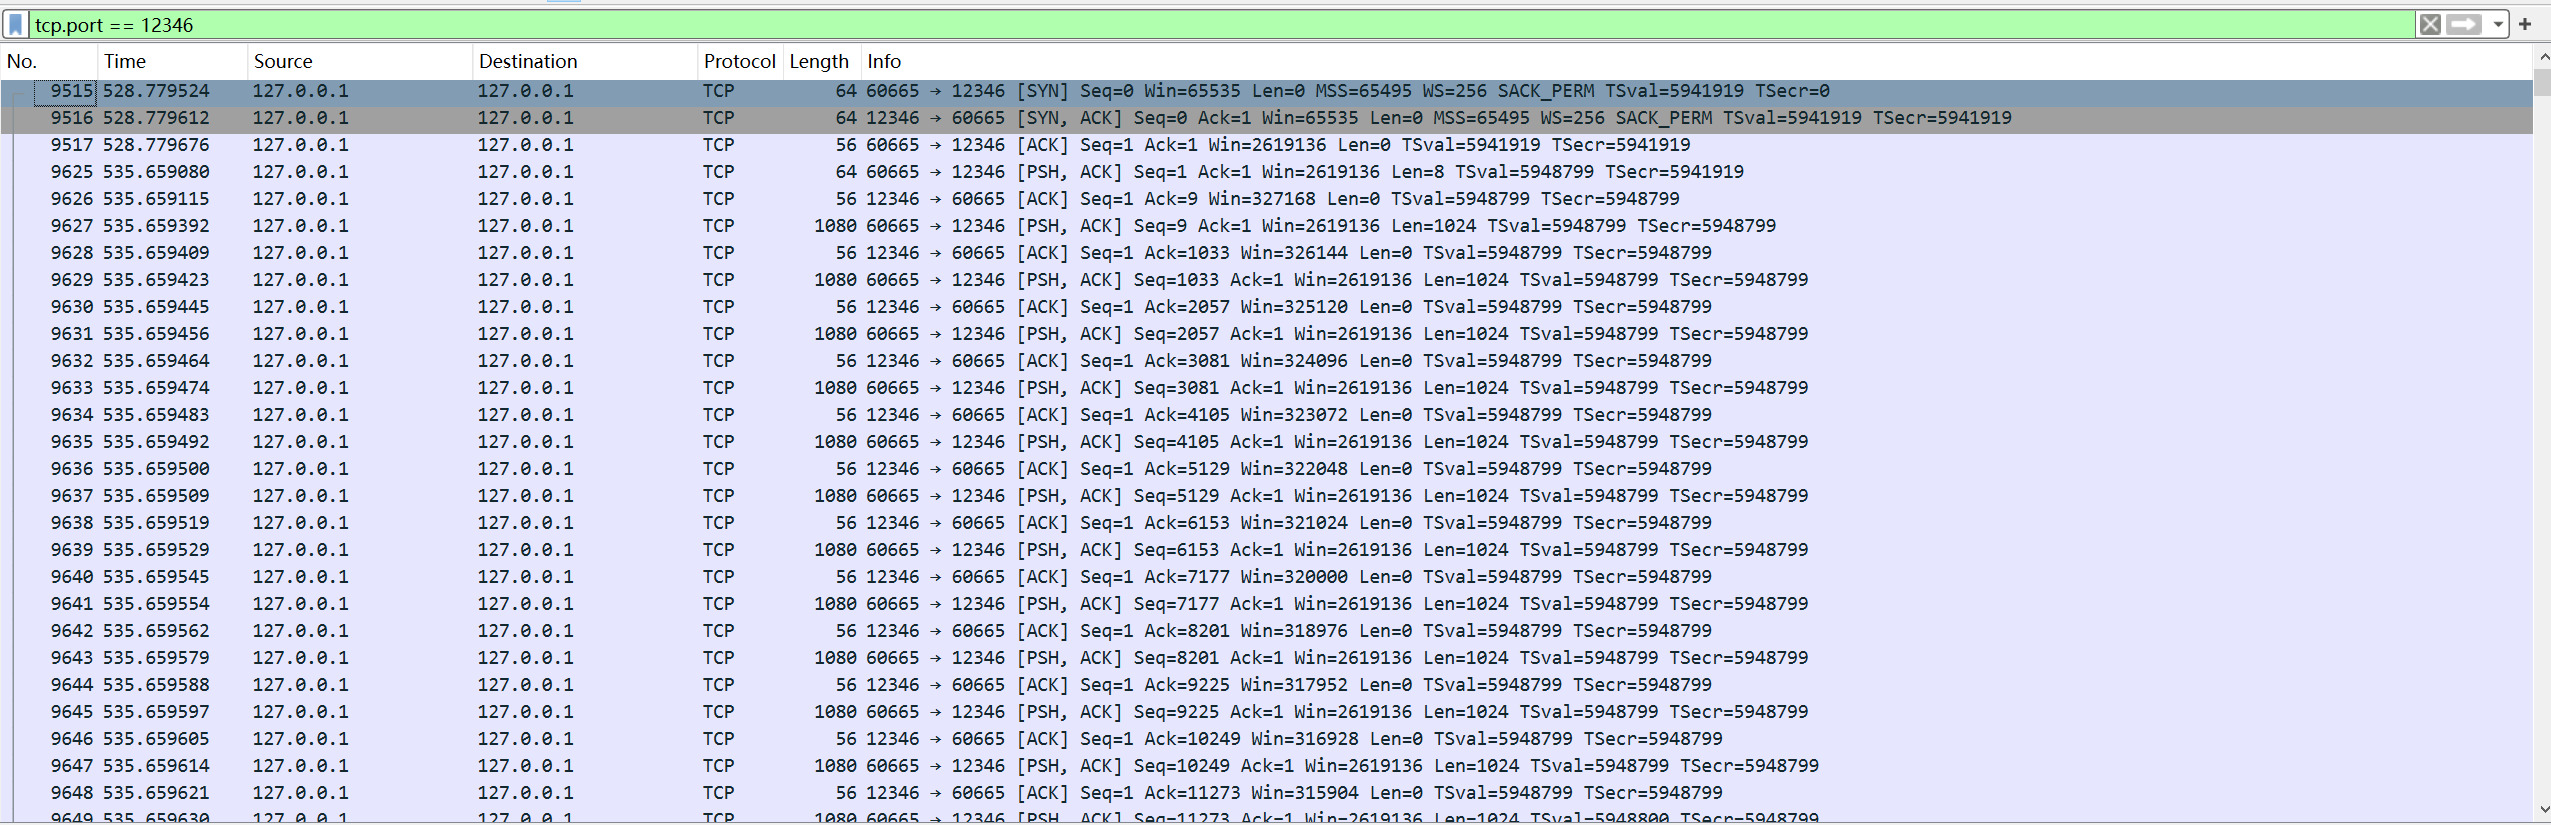 tcp.port == 12346
No. Time Source Destination Protocol Length Info
9515 528.779524 127.0.0.1 127.0.0.1 TCP 64 60665 → 12346 [SYN] Seq=0 Win=65535 Len=0 MSS=65495 WS=256 SACK_PERM TSval=5941919 TSecr=0
9516 528.779612 127.0.0.1 127.0.0.1 TCP 64 12346 → 60665 [SYN, ACK] Seq=0 Ack=1 Win=65535 Len=0 MSS=65495 WS=256 SACK_PERM TSval=5941919 TSecr=5941919
9517 528.779676 127.0.0.1 127.0.0.1 TCP 56 60665 → 12346 [ACK] Seq=1 Ack=1 Win=2619136 Len=0 TSval=5941919 TSecr=5941919
9625 535.659080 127.0.0.1 127.0.0.1 TCP 64 60665 → 12346 [PSH, ACK] Seq=1 Ack=1 Win=2619136 Len=8 TSval=5948799 TSecr=5941919
9626 535.659115 127.0.0.1 127.0.0.1 TCP 56 12346 → 60665 [ACK] Seq=1 Ack=9 Win=327168 Len=0 TSval=5948799 TSecr=5948799
9627 535.659392 127.0.0.1 127.0.0.1 TCP 1080 60665 → 12346 [PSH, ACK] Seq=9 Ack=1 Win=2619136 Len=1024 TSval=5948799 TSecr=5948799
9628 535.659409 127.0.0.1 127.0.0.1 TCP 56 12346 → 60665 [ACK] Seq=1 Ack=1033 Win=326144 Len=0 TSval=5948799 TSecr=5948799
9629 535.659423 127.0.0.1 127.0.0.1 TCP 1080 60665 → 12346 [PSH, ACK] Seq=1033 Ack=1 Win=2619136 Len=1024 TSval=5948799 TSecr=5948799
9630 535.659445 127.0.0.1 127.0.0.1 TCP 56 12346 → 60665 [ACK] Seq=1 Ack=2057 Win=325120 Len=0 TSval=5948799 TSecr=5948799
9631 535.659456 127.0.0.1 127.0.0.1 TCP 1080 60665 → 12346 [PSH, ACK] Seq=2057 Ack=1 Win=2619136 Len=1024 TSval=5948799 TSecr=5948799
9632 535.659464 127.0.0.1 127.0.0.1 TCP 56 12346 → 60665 [ACK] Seq=1 Ack=3081 Win=324096 Len=0 TSval=5948799 TSecr=5948799
9633 535.659474 127.0.0.1 127.0.0.1 TCP 1080 60665 → 12346 [PSH, ACK] Seq=3081 Ack=1 Win=2619136 Len=1024 TSval=5948799 TSecr=5948799
9634 535.659483 127.0.0.1 127.0.0.1 TCP 56 12346 → 60665 [ACK] Seq=1 Ack=4105 Win=323072 Len=0 TSval=5948799 TSecr=5948799
9635 535.659492 127.0.0.1 127.0.0.1 TCP 1080 60665 → 12346 [PSH, ACK] Seq=4105 Ack=1 Win=2619136 Len=1024 TSval=5948799 TSecr=5948799
9636 535.659500 127.0.0.1 127.0.0.1 TCP 56 12346 → 60665 [ACK] Seq=1 Ack=5129 Win=322048 Len=0 TSval=5948799 TSecr=5948799
9637 535.659509 127.0.0.1 127.0.0.1 TCP 1080 60665 → 12346 [PSH, ACK] Seq=5129 Ack=1 Win=2619136 Len=1024 TSval=5948799 TSecr=5948799
9638 535.659519 127.0.0.1 127.0.0.1 TCP 56 12346 → 60665 [ACK] Seq=1 Ack=6153 Win=321024 Len=0 TSval=5948799 TSecr=5948799
9639 535.659529 127.0.0.1 127.0.0.1 TCP 1080 60665 → 12346 [PSH, ACK] Seq=6153 Ack=1 Win=2619136 Len=1024 TSval=5948799 TSecr=5948799
9640 535.659545 127.0.0.1 127.0.0.1 TCP 56 12346 → 60665 [ACK] Seq=1 Ack=7177 Win=320000 Len=0 TSval=5948799 TSecr=5948799
9641 535.659554 127.0.0.1 127.0.0.1 TCP 1080 60665 → 12346 [PSH, ACK] Seq=7177 Ack=1 Win=2619136 Len=1024 TSval=5948799 TSecr=5948799
9642 535.659562 127.0.0.1 127.0.0.1 TCP 56 12346 → 60665 [ACK] Seq=1 Ack=8201 Win=318976 Len=0 TSval=5948799 TSecr=5948799
9643 535.659579 127.0.0.1 127.0.0.1 TCP 1080 60665 → 12346 [PSH, ACK] Seq=8201 Ack=1 Win=2619136 Len=1024 TSval=5948799 TSecr=5948799
9644 535.659588 127.0.0.1 127.0.0.1 TCP 56 12346 → 60665 [ACK] Seq=1 Ack=9225 Win=317952 Len=0 TSval=5948799 TSecr=5948799
9645 535.659597 127.0.0.1 127.0.0.1 TCP 1080 60665 → 12346 [PSH, ACK] Seq=9225 Ack=1 Win=2619136 Len=1024 TSval=5948799 TSecr=5948799
9646 535.659605 127.0.0.1 127.0.0.1 TCP 56 12346 → 60665 [ACK] Seq=1 Ack=10249 Win=316928 Len=0 TSval=5948799 TSecr=5948799
9647 535.659614 127.0.0.1 127.0.0.1 TCP 1080 60665 → 12346 [PSH, ACK] Seq=10249 Ack=1 Win=2619136 Len=1024 TSval=5948799 TSecr=5948799
9648 535.659621 127.0.0.1 127.0.0.1 TCP 56 12346 → 60665 [ACK] Seq=1 Ack=11273 Win=315904 Len=0 TSval=5948799 TSecr=5948799
9649 535.659630 127.0.0.1 127.0.0.1 TCP 1080 60665 → 12346 [PSH, ACK] Seq=11273 Ack=1 Win=2619136 Len=1024 TSval=5948800 TSecr=5948799